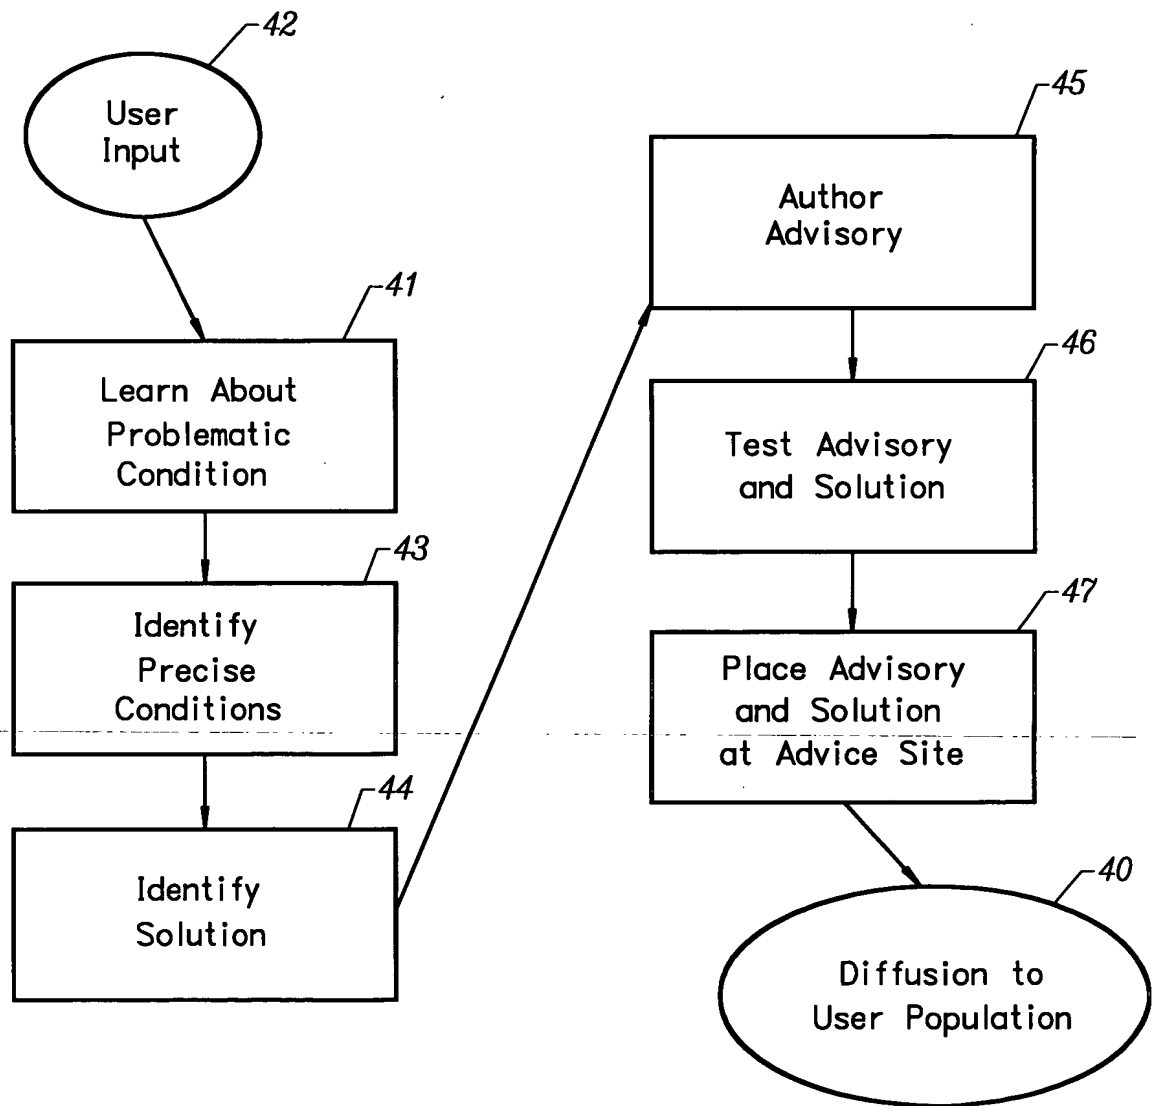 42
User
Input
41
Learn About
Problematic
Condition
43
Identify
Precise
Conditions
44
Identify
Solution
45
Author
Advisory
46
Test Advisory
and Solution
47
Place Advisory
and Solution
at Advice Site
40
Diffusion to
User Population